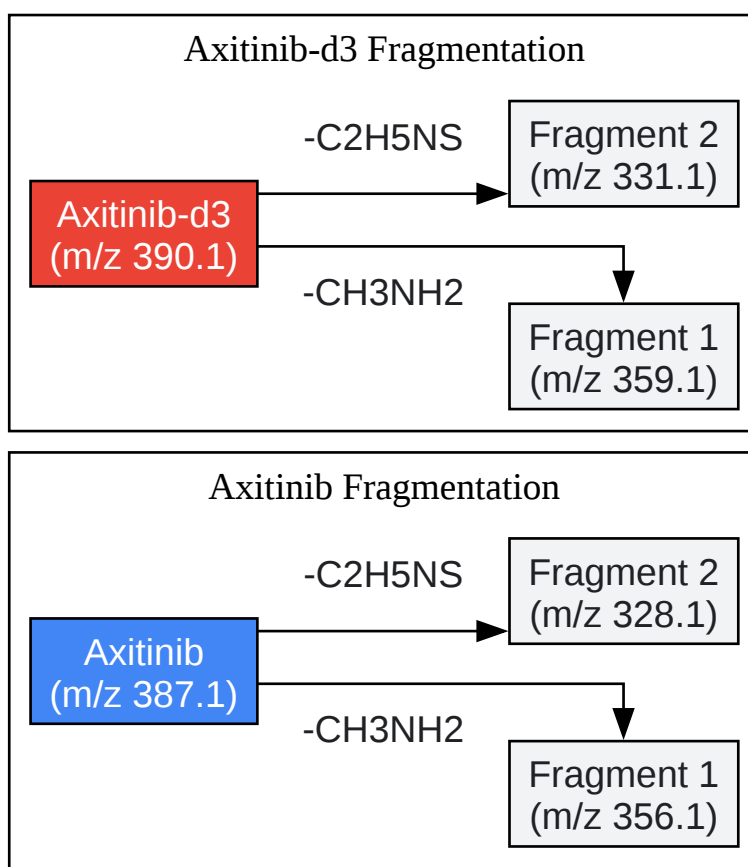 Axitinib-d3 Fragmentation
-C2H5NS
Fragment 2
(m/z 331.1)
Axitinib-d3
(m/z 390.1)
-CH3NH2
Fragment 1
(m/z 359.1)
Axitinib Fragmentation
-C2H5NS
Fragment 2
(m/z 328.1)
Axitinib
(m/z 387.1)
-CH3NH2
Fragment 1
(m/z 356.1)